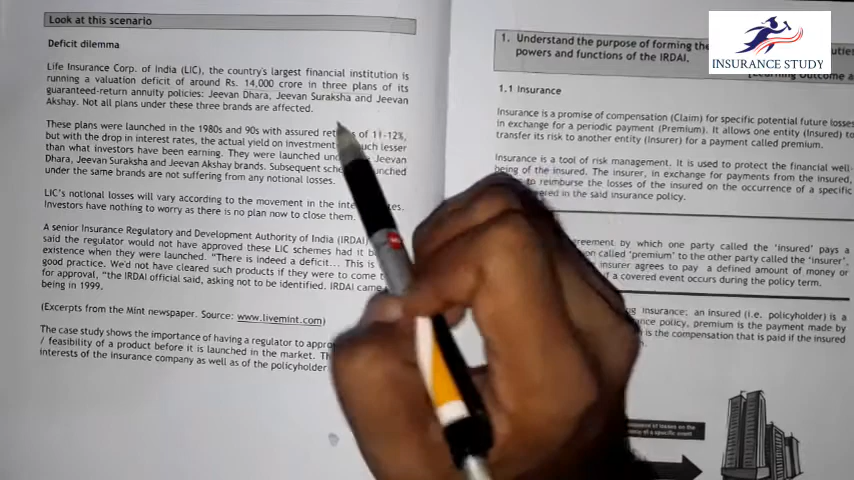 Look at this scenario
Deficit dilemma
Life Insurance Corp. of India (LIC), the country's largest financial institution is
running a valuation deficit of around Rs. 14,000 crore in three plans of its
guaranteed-return annuity policies: Jeevan Dhara, Jeevan Suraksha and Jeevan
Akshay. Not all plans under these three brands are affected.
These plans were launched in the 1980s and 90s with assured of 11-12%,
but with the drop in interest rates, the actual yield on investment lesser
than what investors have been earning. They were launched Jeevan
Dhara, Jeevan Suraksha and Jeevan Akshay brands. Subsequent
under the same brands are not suffering from any notional losses.
LIC's notional losses will vary according to the movement in the
Investors have nothing to worry as there is no plan now to close them.
A senior Insurance Regulatory and Development Authority of India (IRDAI)
said the regulator would not have approved these LIC schemes had it
existence when they were launched. "There is indeed a deficit... This is
good practice. We'd not have cleared such products if they were to come
for approval, "the IRDAI official said, asking not to be identified. IRDAI came
being in 1999.
(Excerpts from the Mint newspaper. Source: www.livemint.com)
The case study shows the importance of having a regulator to
/ feasibility of a product before it is launched in the market.
interests of the insurance company as well as of the policyholder
INSURANCE STUDY
1. Understand the purpose of forming the
powers and functions of the IRDAI.
1.1 Insurance
Insurance is a promise of compensation (Claim) for specific potential future losses
in exchange for a periodic payment (Premium). It allows one entity (Insured) to
transfer its risk to another entity (Insurer) for a payment called premium.
Insurance is a tool of risk management. It is used to protect the financial well-
being of the insured. The insurer, in exchange for payments from the insured,
to reimburse the losses of the insured on the occurrence of a specific
in the said insurance policy.
by which one party called the 'insured' pays a
called 'premium' to the other party called the 'insurer'.
insurer agrees to pay a defined amount of money or
a covered event occurs during the policy term.
insurance: an insured (i.e. policyholder) is a
policy, premium is the payment made by
is the compensation that is paid if the insured